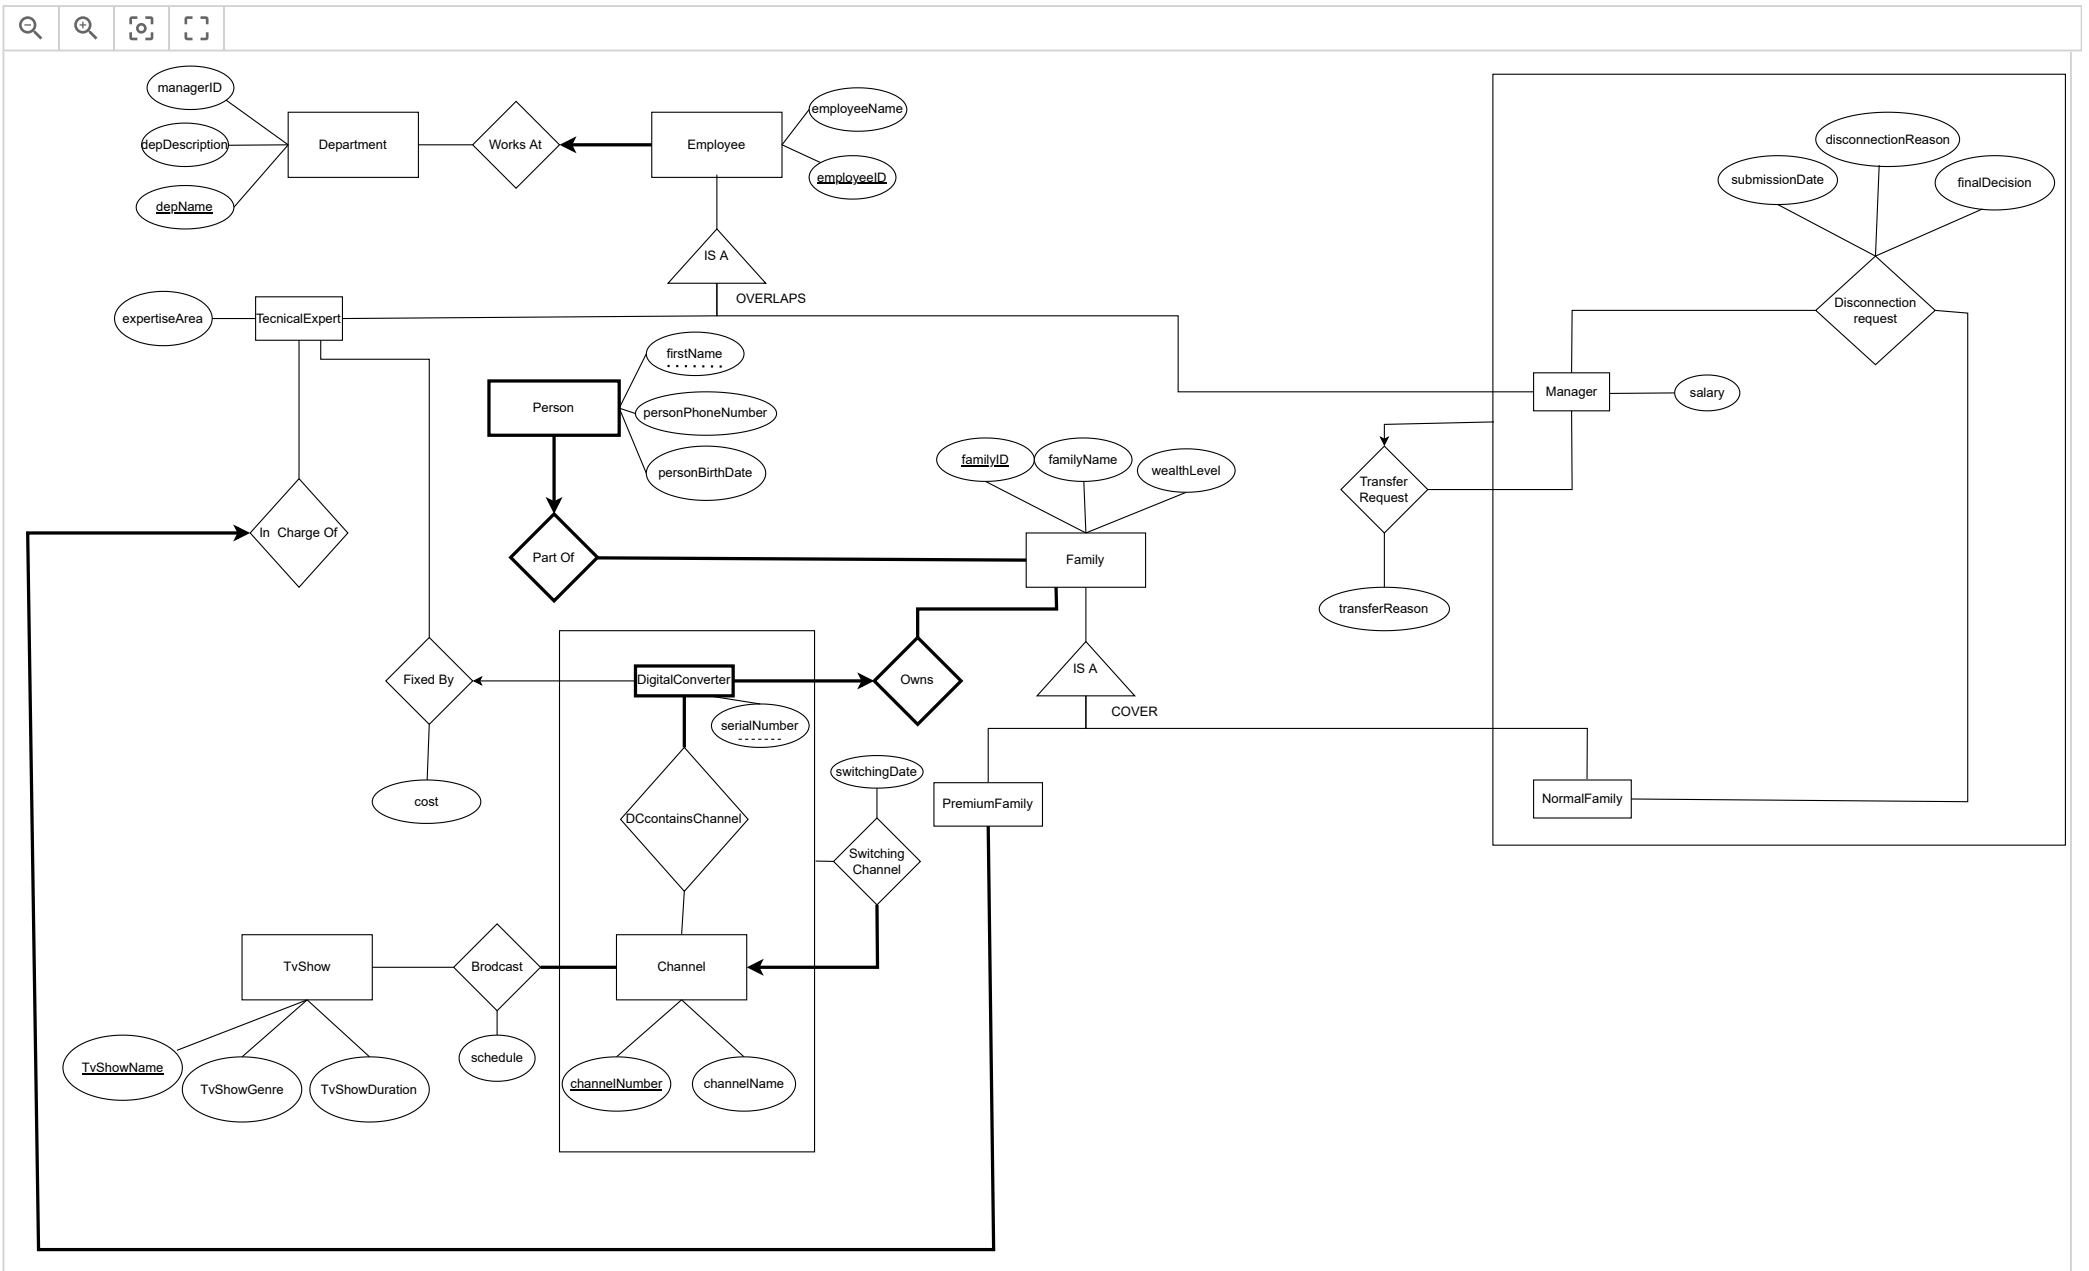 managerID
depDescription
depName
Department
Works At
Employee
employeeName
employeeID
IS A
OVERLAPS
expertiseArea
TecnicalExpert
Person
firstName
personPhoneNumber
personBirthDate
In  Charge Of
Part Of
familyID
familyName
wealthLevel
Family
IS A
COVER
Fixed By
cost
DigitalConverter
serialNumber
Owns
DCcontainsChannel
switchingDate
Switching
Channel
PremiumFamily
NormalFamily
TvShow
Brodcast
Channel
TvShowName
TvShowGenre
TvShowDuration
schedule
channelNumber
channelName
submissionDate
disconnectionReason
finalDecision
Disconnection
request
Manager
salary
Transfer
Request
transferReason